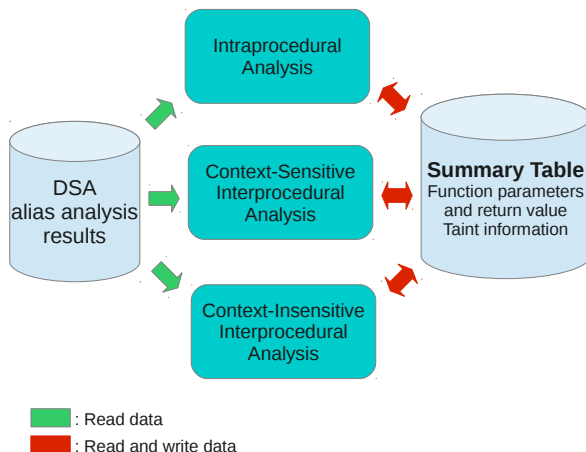 Intraprocedural
Analysis
DSA
alias analysis
results
Context-Sensitive
Interprocedural
Analysis
Summary Table
Function parameters
and return value
Taint information
Context-Insensitive
Interprocedural
Analysis
: Read data
: Read and write data